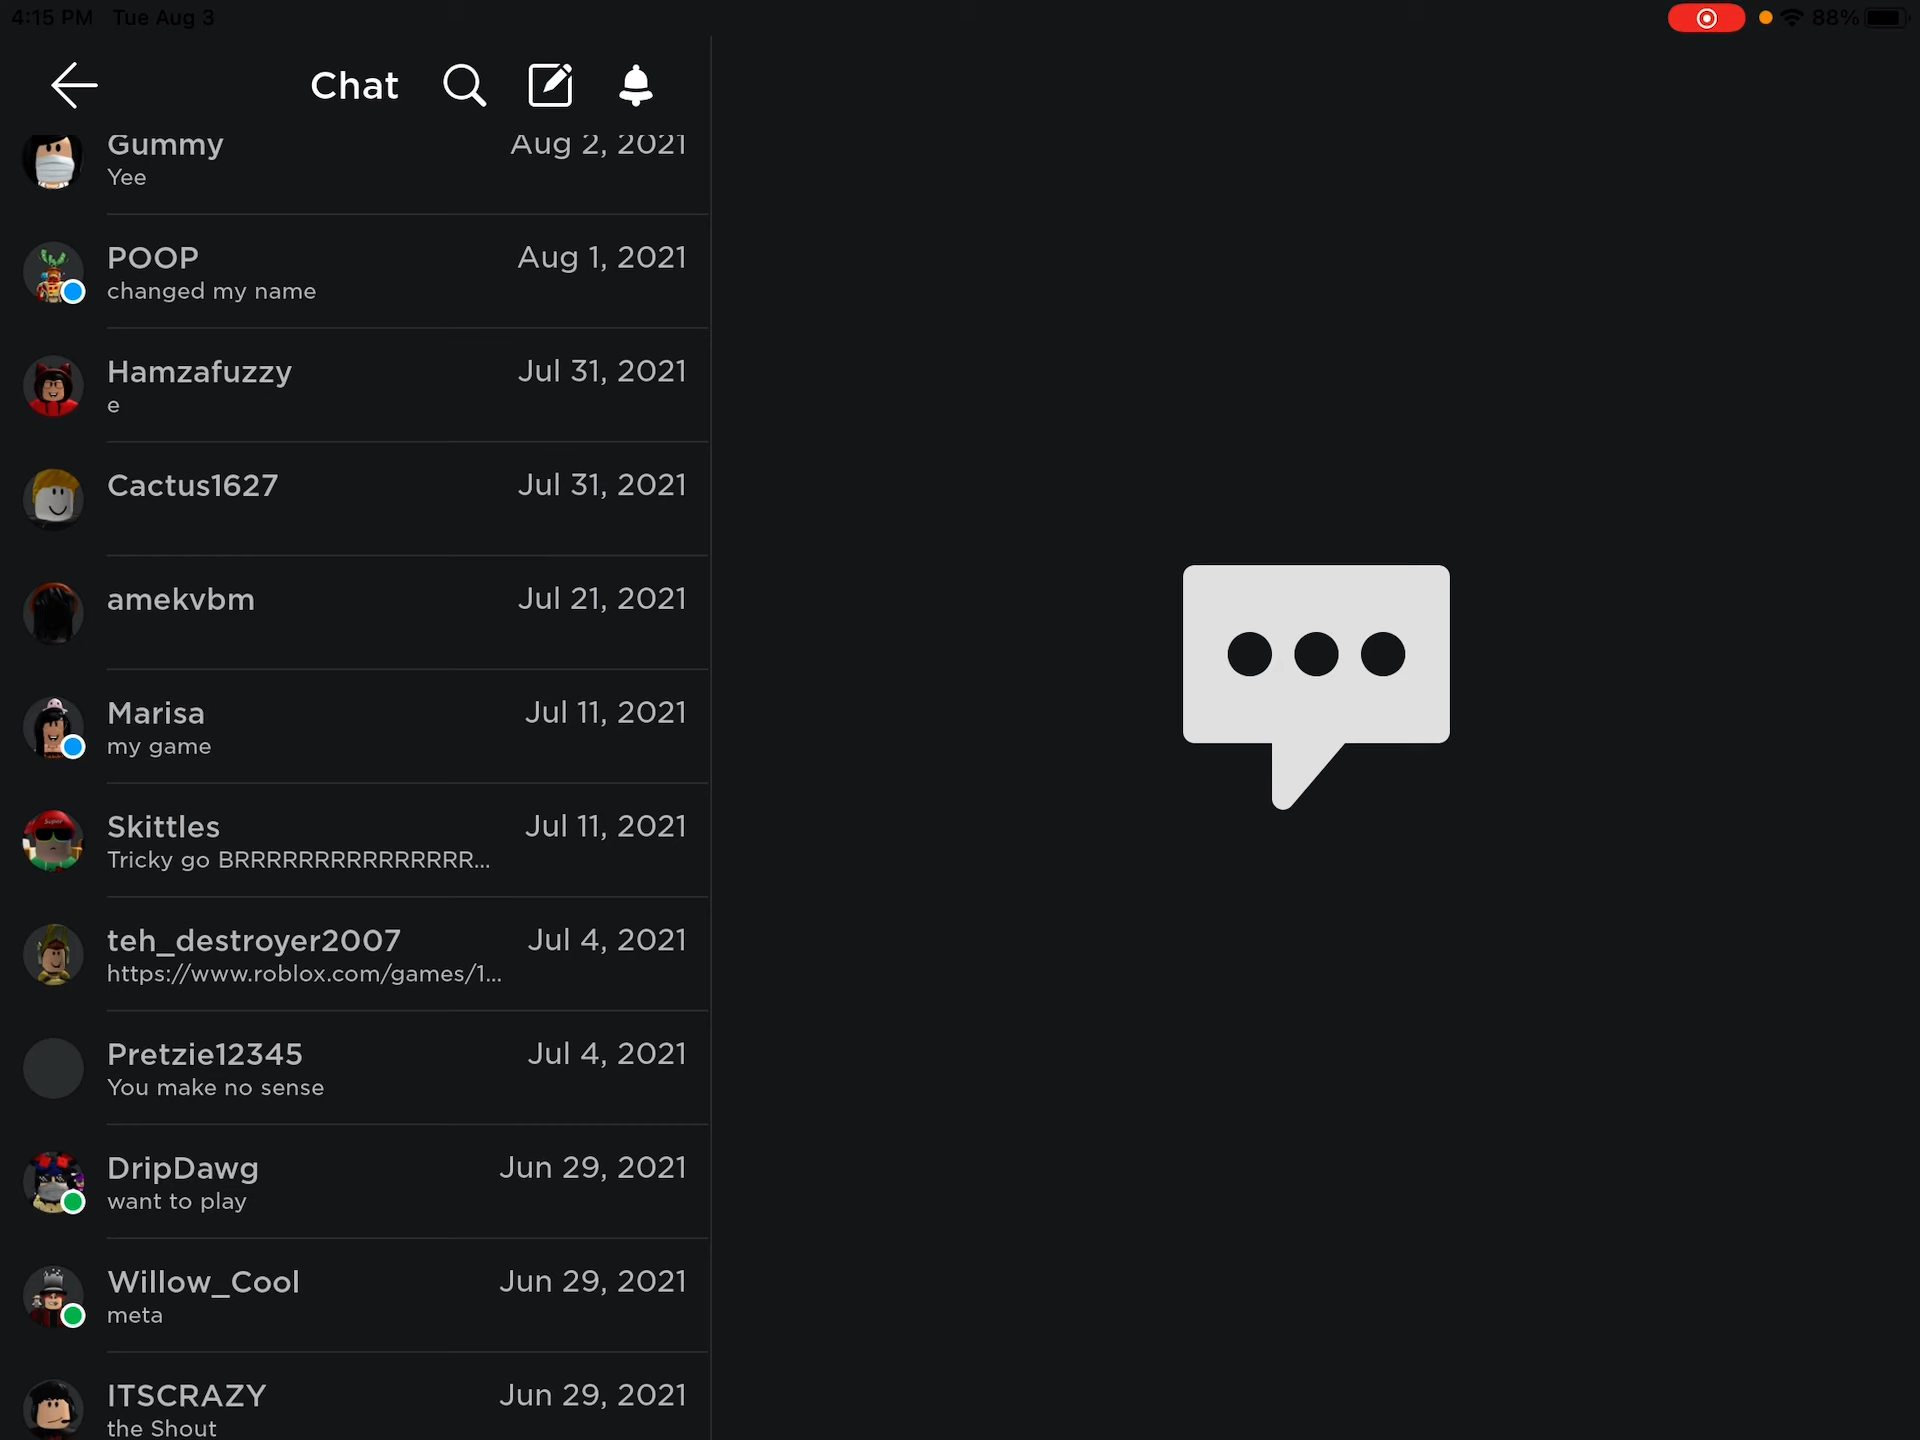 4:15 PM Tue Aug 3
88%
Chat
Gummy Aug 2, 2021
Yee
POOP Aug 1, 2021
changed my name
Hamzafuzzy Jul 31, 2021
e
Cactus1627 Jul 31, 2021
amekvbm Jul 21, 2021
Marisa Jul 11, 2021
my game
Skittles Jul 11, 2021
Tricky go BRRRRRRRRRRRRRRR...
teh_destroyer2007 Jul 4, 2021
https://www.roblox.com/games/1...
Pretzie12345 Jul 4, 2021
You make no sense
DripDawg Jun 29, 2021
want to play
Willow_Cool Jun 29, 2021
meta
ITSCRAZY Jun 29, 2021
the Shout